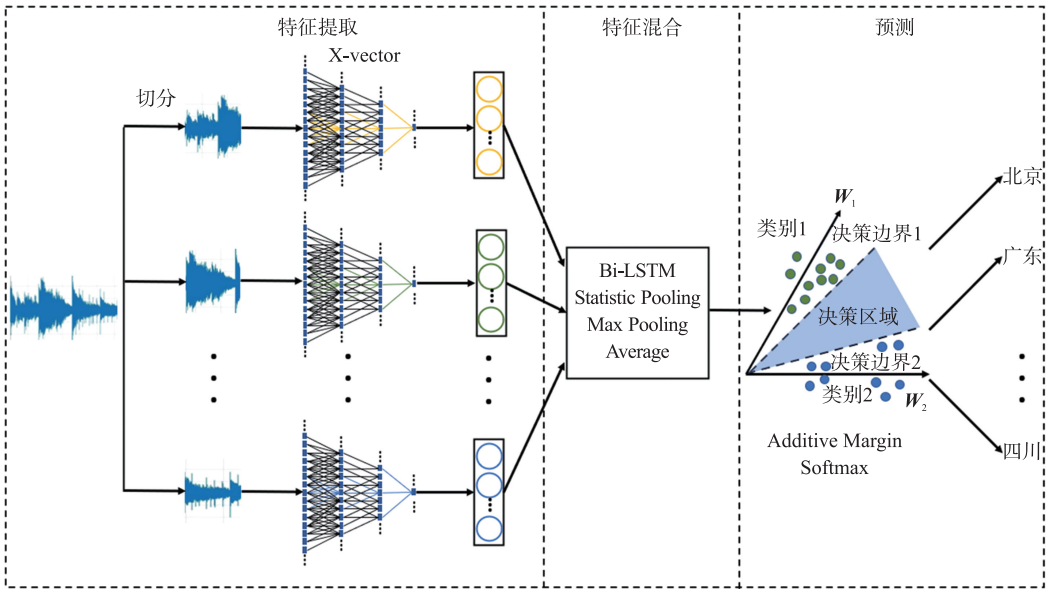 特征提取
特征混合
预测
X-vector
切分
北京
W1
类别1
决策边界1
广东
Bi-LSTM
Statistic Pooling
Max Pooling
Average
决策区域
决策边界2
类别2
W2
Additive Margin
Softmax
四川